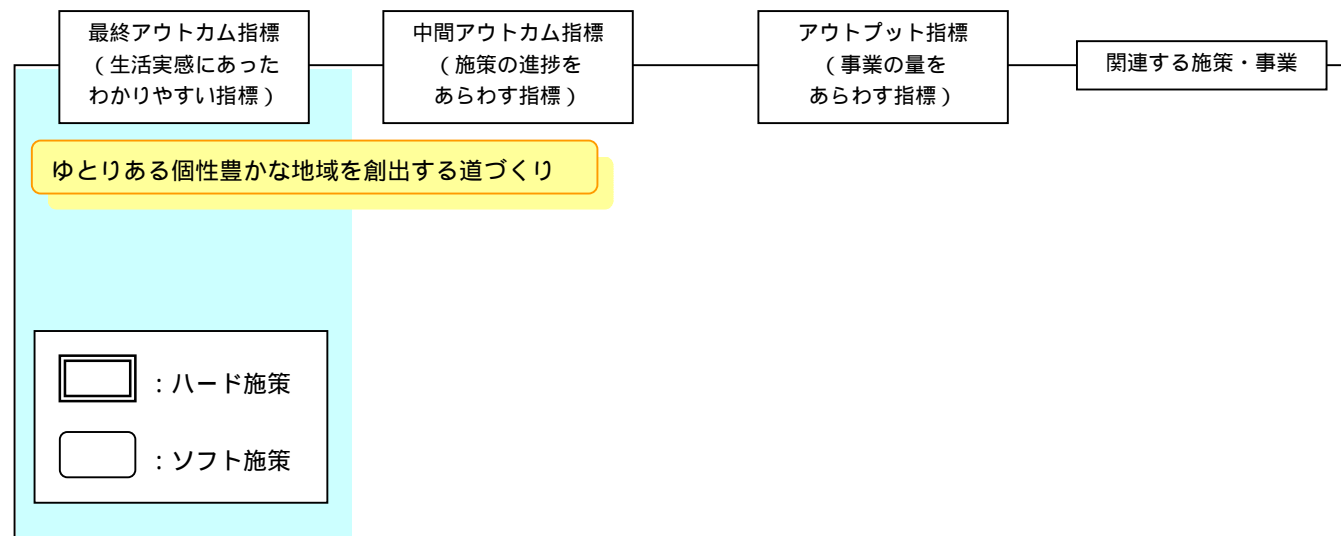 最終アウトカム指標
(生活実感にあった
わかりやすい指標)
中間アウトカム指標
(施策の進捗を
あらわす指標)
アウトプット指標
(事業の量を
あらわす指標)
関連する施策・事業
ゆとりある個性豊かな地域を創出する道づくり
:ハード施策
:ソフト施策